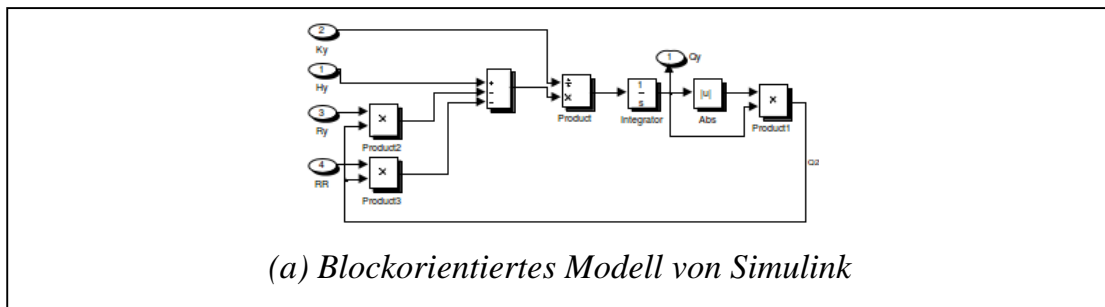 2
Ky
1
Hy
3
Ry
4
RR
×
Product2
×
Product3
+
−
−
÷
×
Product
1
s
Integrator
1
Qy
|u|
Abs
×
Product1
Q2
(a) Blockorientiertes Modell von Simulink